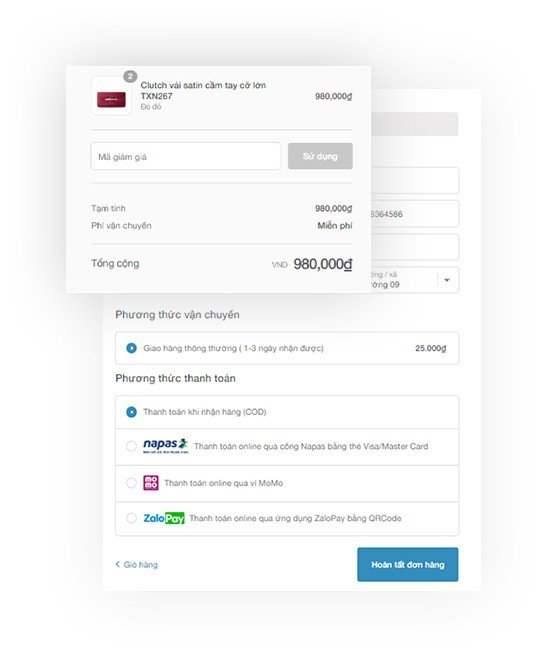 2
Clutch vải satin cầm tay cỡ lớn
TXN267
980,000₫
Đỏ đô
Mã giảm giá
Sử dụng
Tạm tính 980,000₫
Phí vận chuyển Miễn phí
Tổng cộng VND 980,000₫
6364586
ường / xã
ường 09
Phương thức vận chuyển
Giao hàng thông thường ( 1-3 ngày nhận được) 25.000₫
Phương thức thanh toán
Thanh toán khi nhận hàng (COD)
napas Thanh toán online qua cổng Napas bằng thẻ Visa/Master Card
mo
mo
Thanh toán online qua ví MoMo
ZaloPay Thanh toán online qua ứng dụng ZaloPay bằng QRCode
Giỏ hàng
Hoàn tất đơn hàng